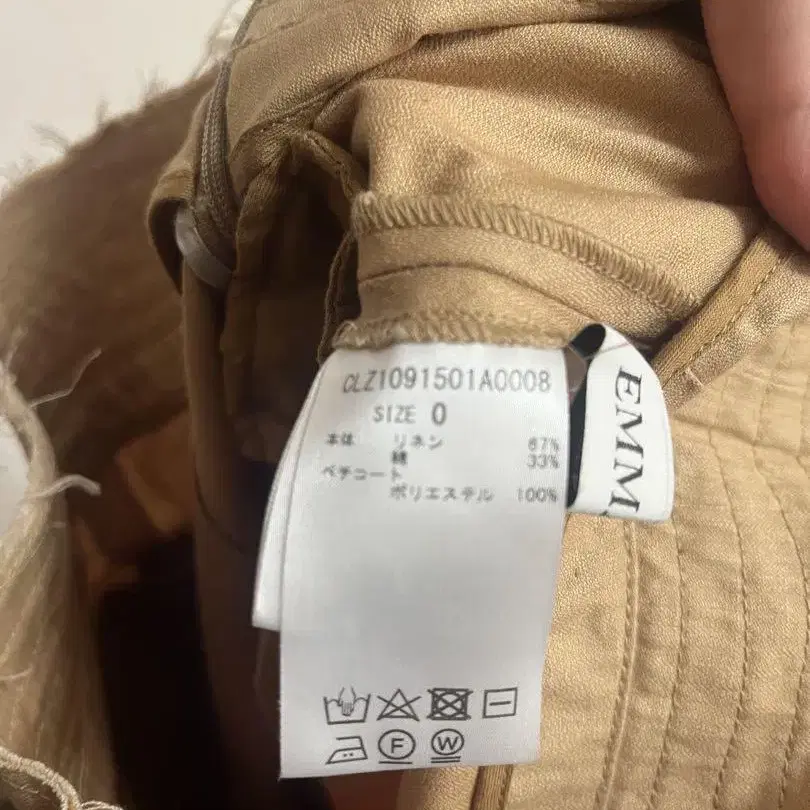 CLZ1091501A0008
SIZE 0
本体 リネン 67%
綿 33%
ペチコート
ポリエステル 100%
EMM
F W